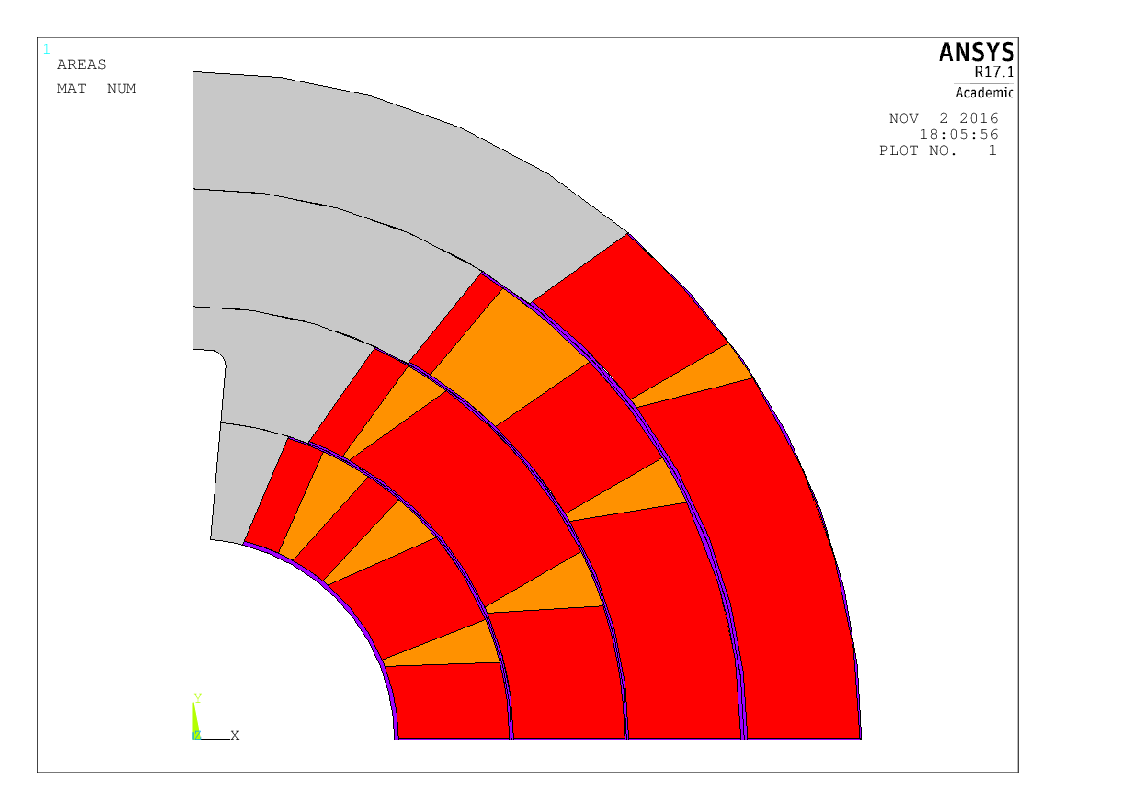 1
AREAS
MAT NUM
ANSYS
R17.1
Academic
NOV 2 2016
18:05:56
PLOT NO. 1
Y
Z
X